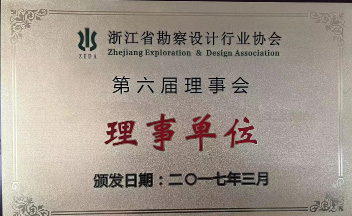 浙江省勘察设计行业协会
ZEDA
Zhejiang Exploration & Design Association
第六届理事会
理事单位
颁发日期：二〇一七年三月